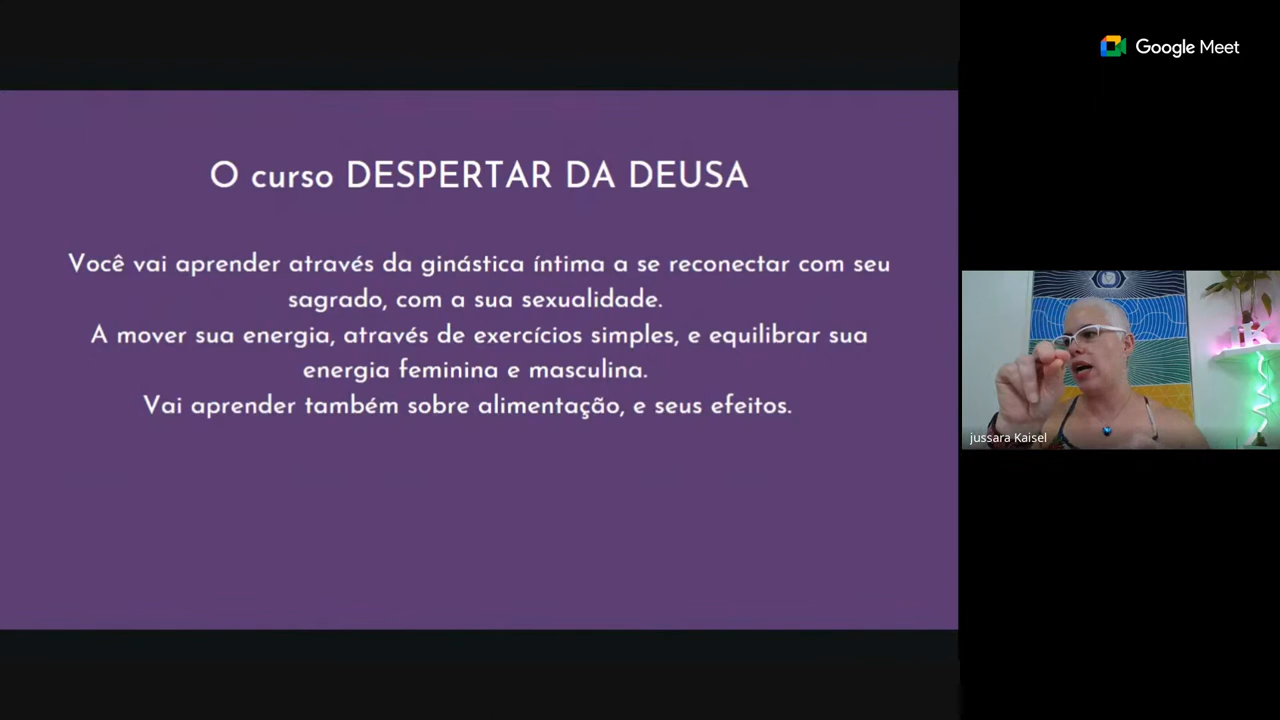 Google Meet
O curso DESPERTAR DA DEUSA
Você vai aprender através da ginástica íntima a se reconectar com seu
sagrado, com a sua sexualidade.
A mover sua energia, através de exercícios simples, e equilibrar sua
energia feminina e masculina.
Vai aprender também sobre alimentação, e seus efeitos.
jussara Kaisel